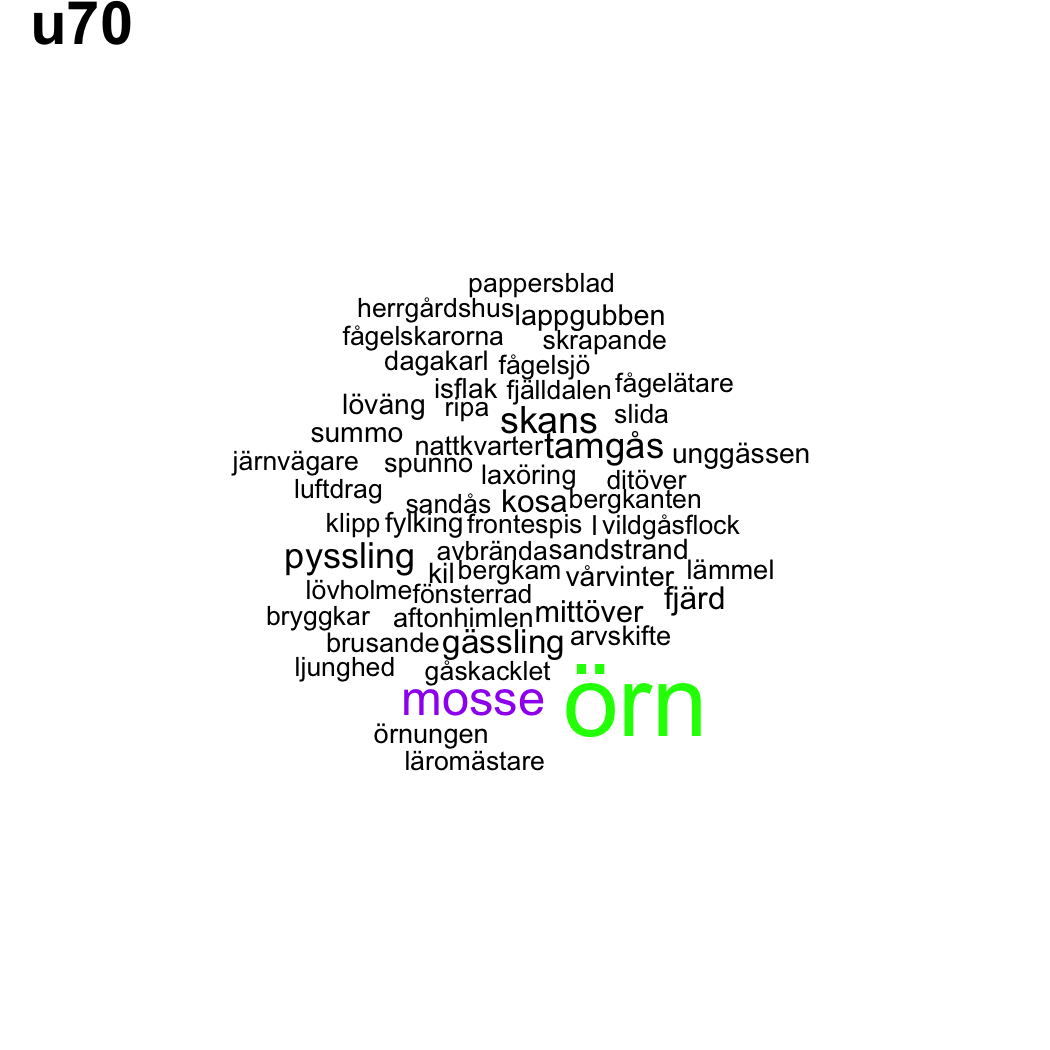 u70
pappersblad
herrgårdshus lappgubben
fågelskarorna skrapande
dagakarl fågelsjö
isflak fjälldalen fågelätare
löväng ripa skans slida
summo nattkvarter tamgås unggässen
järnvägare spunno laxöring ditöver
luftdrag sandås kosa bergkanten
klipp fylking frontespis l vildgåsflock
pyssling avbrända sandstrand
kil bergkam vårvinter lämmel
lövholme fönsterrad fjärd
bryggkar aftonhimlen mittöver
brusande gässling arvskifte
ljunghed gåskacklet
mosse örn
örnungen
läromästare